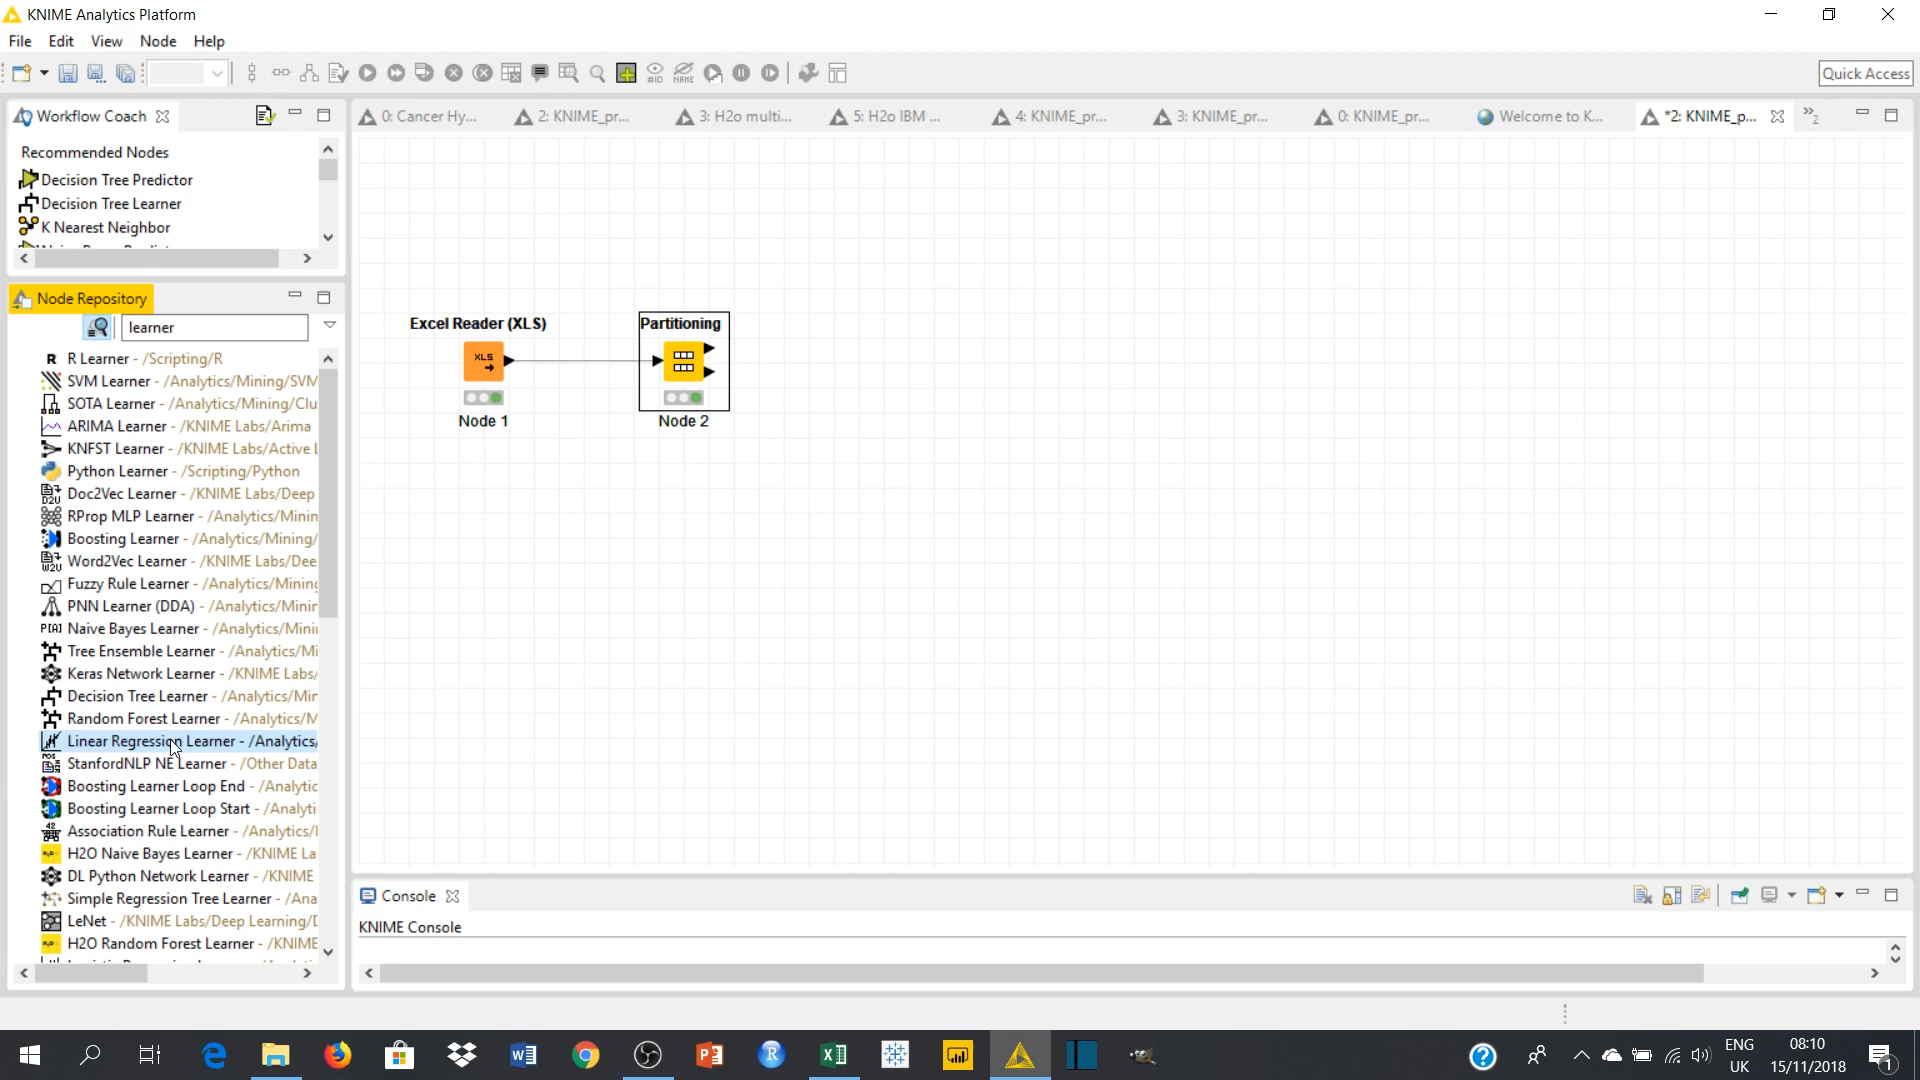 KNIME Analytics Platform
File Edit View Node Help
Quick Access
Workflow Coach
0: Cancer Hy... 2: KNIME_pr... 3: H2o multi... 5: H2o IBM ... 4: KNIME_pr... 3: KNIME_pr... 0: KNIME_pr... Welcome to K... *2: KNIME_p... »2
Recommended Nodes
Decision Tree Predictor
Decision Tree Learner
K Nearest Neighbor
Node Repository
learner
R Learner - /Scripting/R
SVM Learner - /Analytics/Mining/SVM
SOTA Learner - /Analytics/Mining/Clu
ARIMA Learner - /KNIME Labs/Arima
KNFST Learner - /KNIME Labs/Active L
Python Learner - /Scripting/Python
Doc2Vec Learner - /KNIME Labs/Deep
RProp MLP Learner - /Analytics/Minin
Boosting Learner - /Analytics/Mining/
Word2Vec Learner - /KNIME Labs/Dee
Fuzzy Rule Learner - /Analytics/Mining
PNN Learner (DDA) - /Analytics/Minin
Naive Bayes Learner - /Analytics/Mini
Tree Ensemble Learner - /Analytics/Mi
Keras Network Learner - /KNIME Labs/
Decision Tree Learner - /Analytics/Min
Random Forest Learner - /Analytics/M
Linear Regression Learner - /Analytics/
StanfordNLP NE Learner - /Other Data
Boosting Learner Loop End - /Analytic
Boosting Learner Loop Start - /Analyti
Association Rule Learner - /Analytics/
H2O Naive Bayes Learner - /KNIME La
DL Python Network Learner - /KNIME
Simple Regression Tree Learner - /Ana
LeNet - /KNIME Labs/Deep Learning/D
H2O Random Forest Learner - /KNIME
Excel Reader (XLS)
Partitioning
XLS
Node 1
Node 2
Console
KNIME Console
ENG
UK
08:10
15/11/2018
1